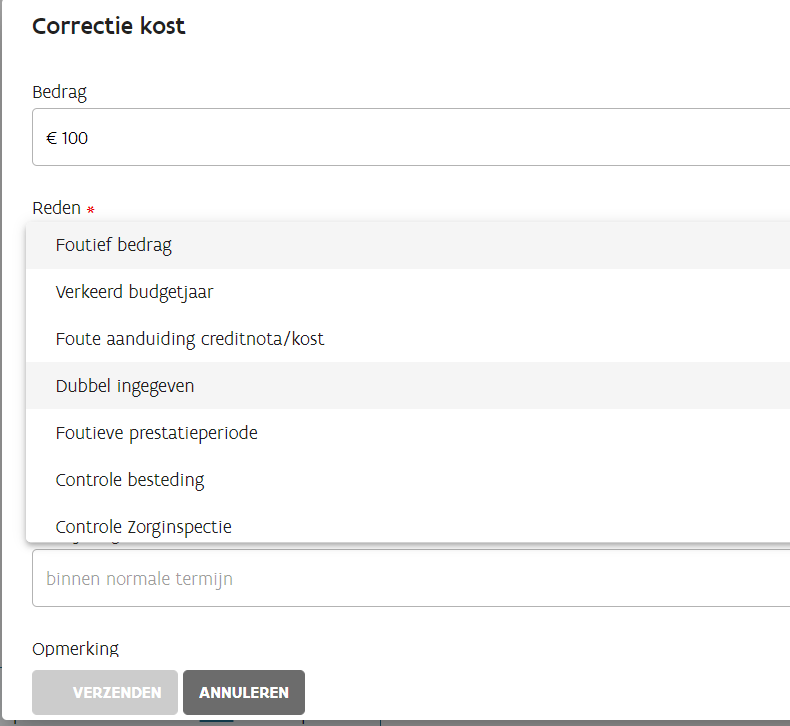 Correctie kost
Bedrag
€ 100
Reden *
Foutief bedrag
Verkeerd budgetjaar
Foute aanduiding creditnota/kost
Dubbel ingegeven
Foutieve prestatieperiode
Controle besteding
Controle Zorginspectie
binnen normale termijn
Opmerking
VERZENDEN
ANNULEREN